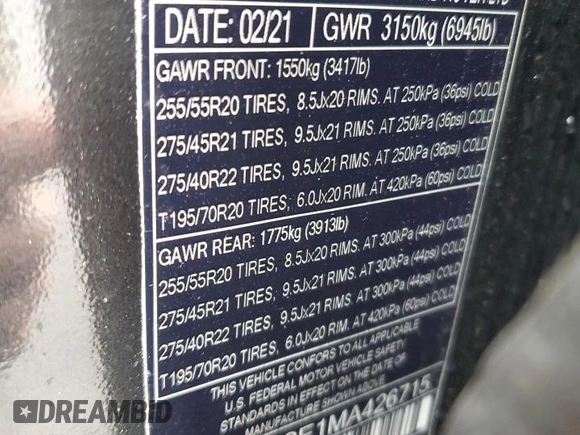 DATE: 02/21 GWR 3150kg (6945lb)
GAWR FRONT: 1550kg (3417lb)
255/55R20 TIRES, 8.5Jx20 RIMS. AT 250kPa (36psi) COLD
275/45R21 TIRES, 9.5Jx21 RIMS. AT 250kPa (36psi) COLD
275/40R22 TIRES, 9.5Jx21 RIMS. AT 250kPa (36psi) COLD
T195/70R20 TIRES, 6.0Jx20 RIM. AT 420kPa (60psi) COLD
GAWR REAR: 1775kg (3913lb)
255/55R20 TIRES, 8.5Jx20 RIMS. AT 300kPa (44psi) COLD
275/45R21 TIRES, 9.5Jx21 RIMS. AT 300kPa (44psi) COLD
275/40R22 TIRES, 9.5Jx21 RIMS. AT 300kPa (44psi) COLD
T195/70R20 TIRES, 6.0Jx20 RIM. AT 420kPa (60psi) COLD
THIS VEHICLE CONFORS TO ALL APPLICABLE
U.S. FEDERAL MOTOR VEHICLE SAFETY
STANDARDS IN EFFECT ON THE DATE OF
MANUFACTURE SHOWN ABOVE
E1MA426715
DREAMBID